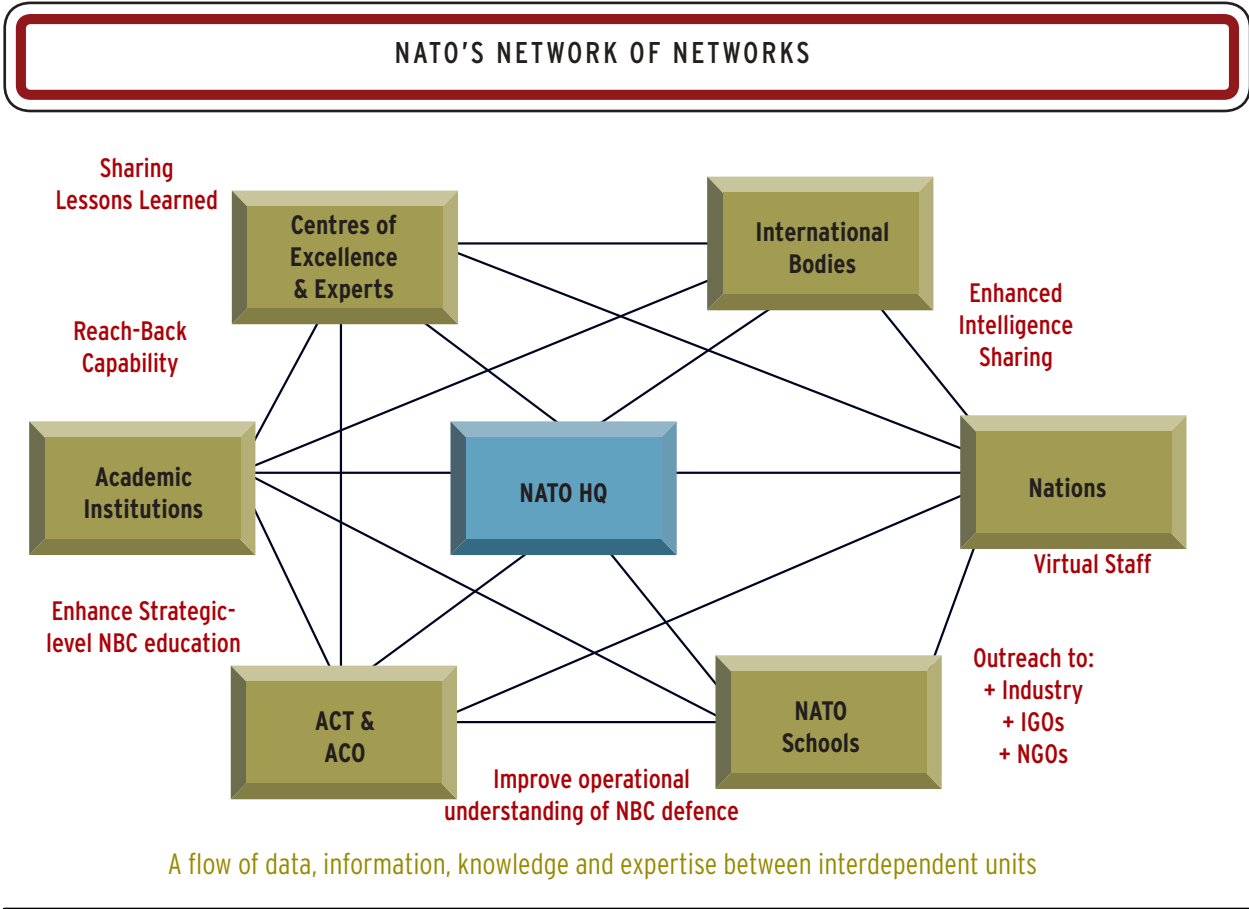 NATO'S NETWORK OF NETWORKS
Sharing
Lessons Learned
Centres of
Excellence
& Experts
International
Bodies
Enhanced
Intelligence
Sharing
Reach-Back
Capability
Academic
Institutions
NATO HQ
Nations
Virtual Staff
Enhance Strategic-
level NBC education
ACT &
ACO
NATO
Schools
Outreach to:
+ Industry
+ IGOs
+ NGOs
Improve operational
understanding of NBC defence
A flow of data, information, knowledge and expertise between interdependent units